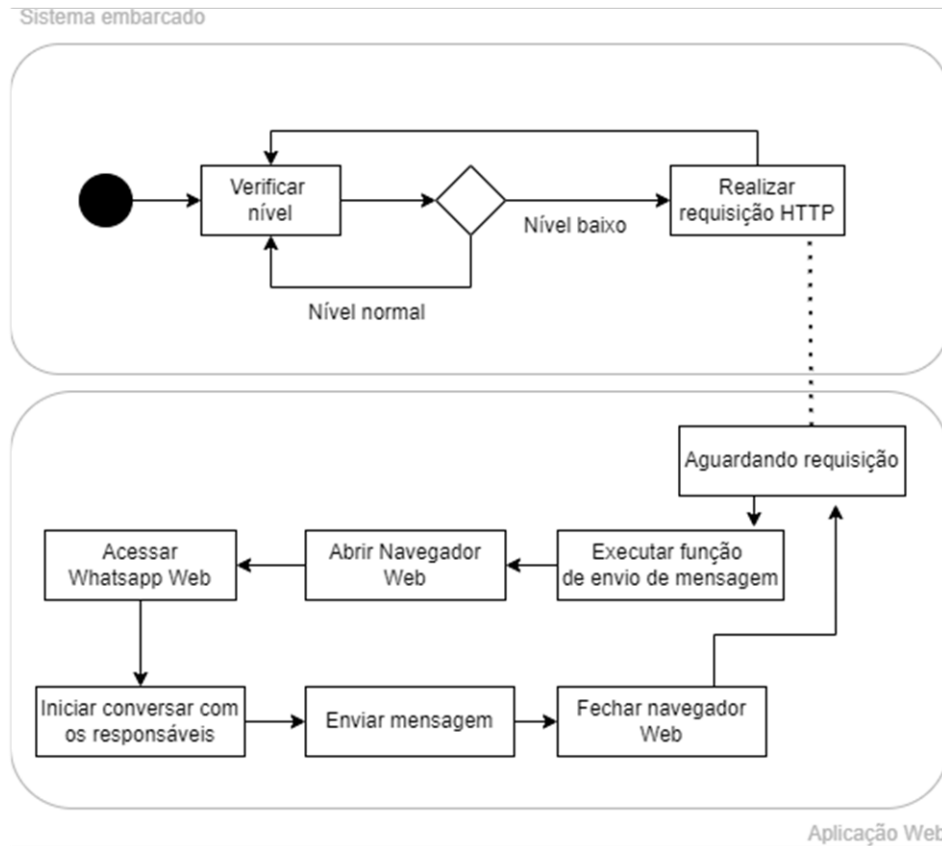 Sistema embarcado
Verificar
nível
Realizar
requisição HTTP
Nível baixo
Nível normal
Aguardando requisição
Executar função
de envio de mensagem
Abrir Navegador
Web
Acessar
Whatsapp Web
Iniciar conversar com
os responsáveis
Enviar mensagem
Fechar navegador
Web
Aplicação Web